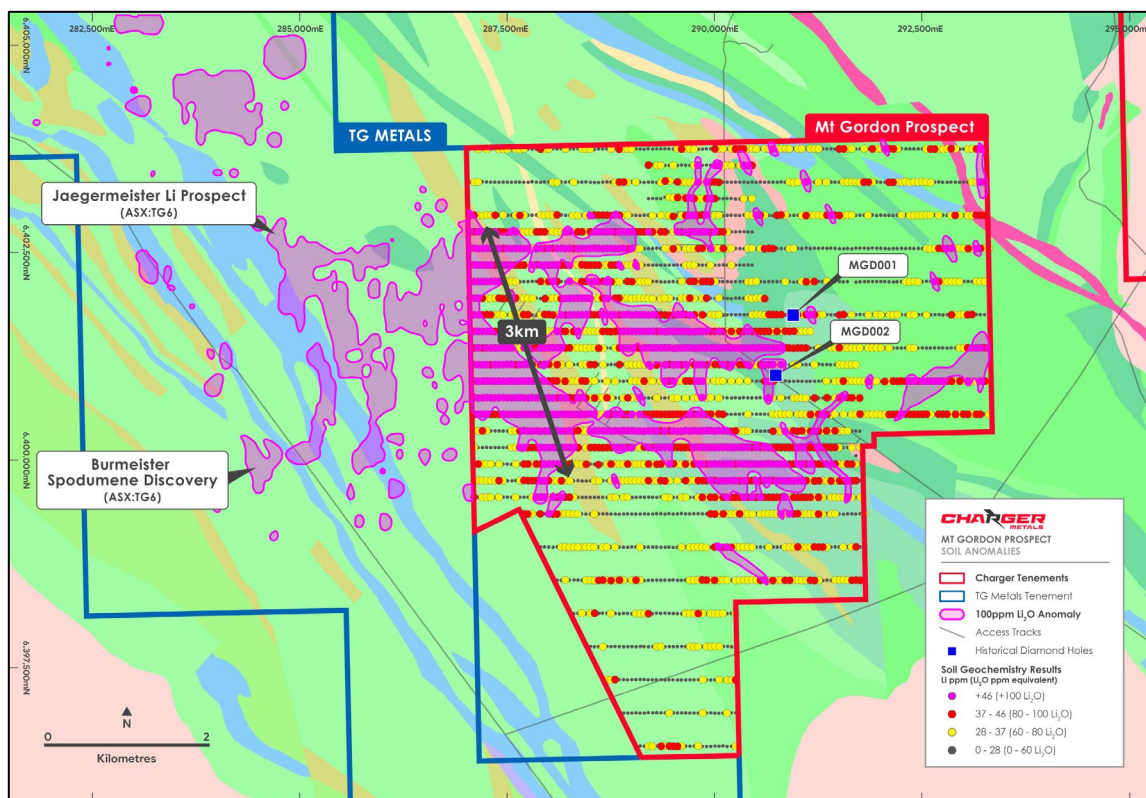 282,500mE
285,000mE
287,500mE
290,000mE
292,500mE
6,405,000mN
6,402,500mN
6,400,000mN
6,397,500mN
TG METALS
Mt Gordon Prospect
Jaegermeister Li Prospect
(ASX:TG6)
MGD001
3km
MGD002
Burmeister
Spodumene Discovery
(ASX:TG6)
N
0 2
Kilometres
CHARGER
METALS
MT GORDON PROSPECT
SOIL ANOMALIES
Charger Tenements
TG Metals Tenement
100ppm Li₂O Anomaly
Access Tracks
Historical Diamond Holes
Soil Geochemistry Results
Li ppm (Li₂O ppm equivalent)
+46 (+100 Li₂O)
37 - 46 (80 - 100 Li₂O)
28 - 37 (60 - 80 Li₂O)
0 - 28 (0 - 60 Li₂O)